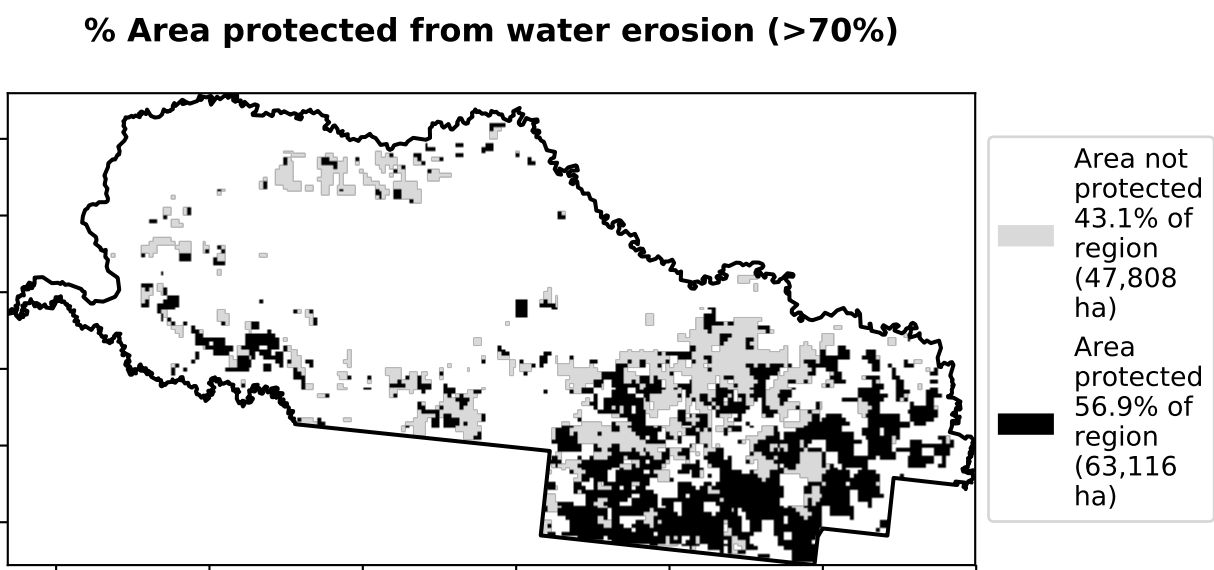 % Area protected from water erosion (>70%)
Area not
protected
43.1% of
region
(47,808
ha)
Area
protected
56.9% of
region
(63,116
ha)